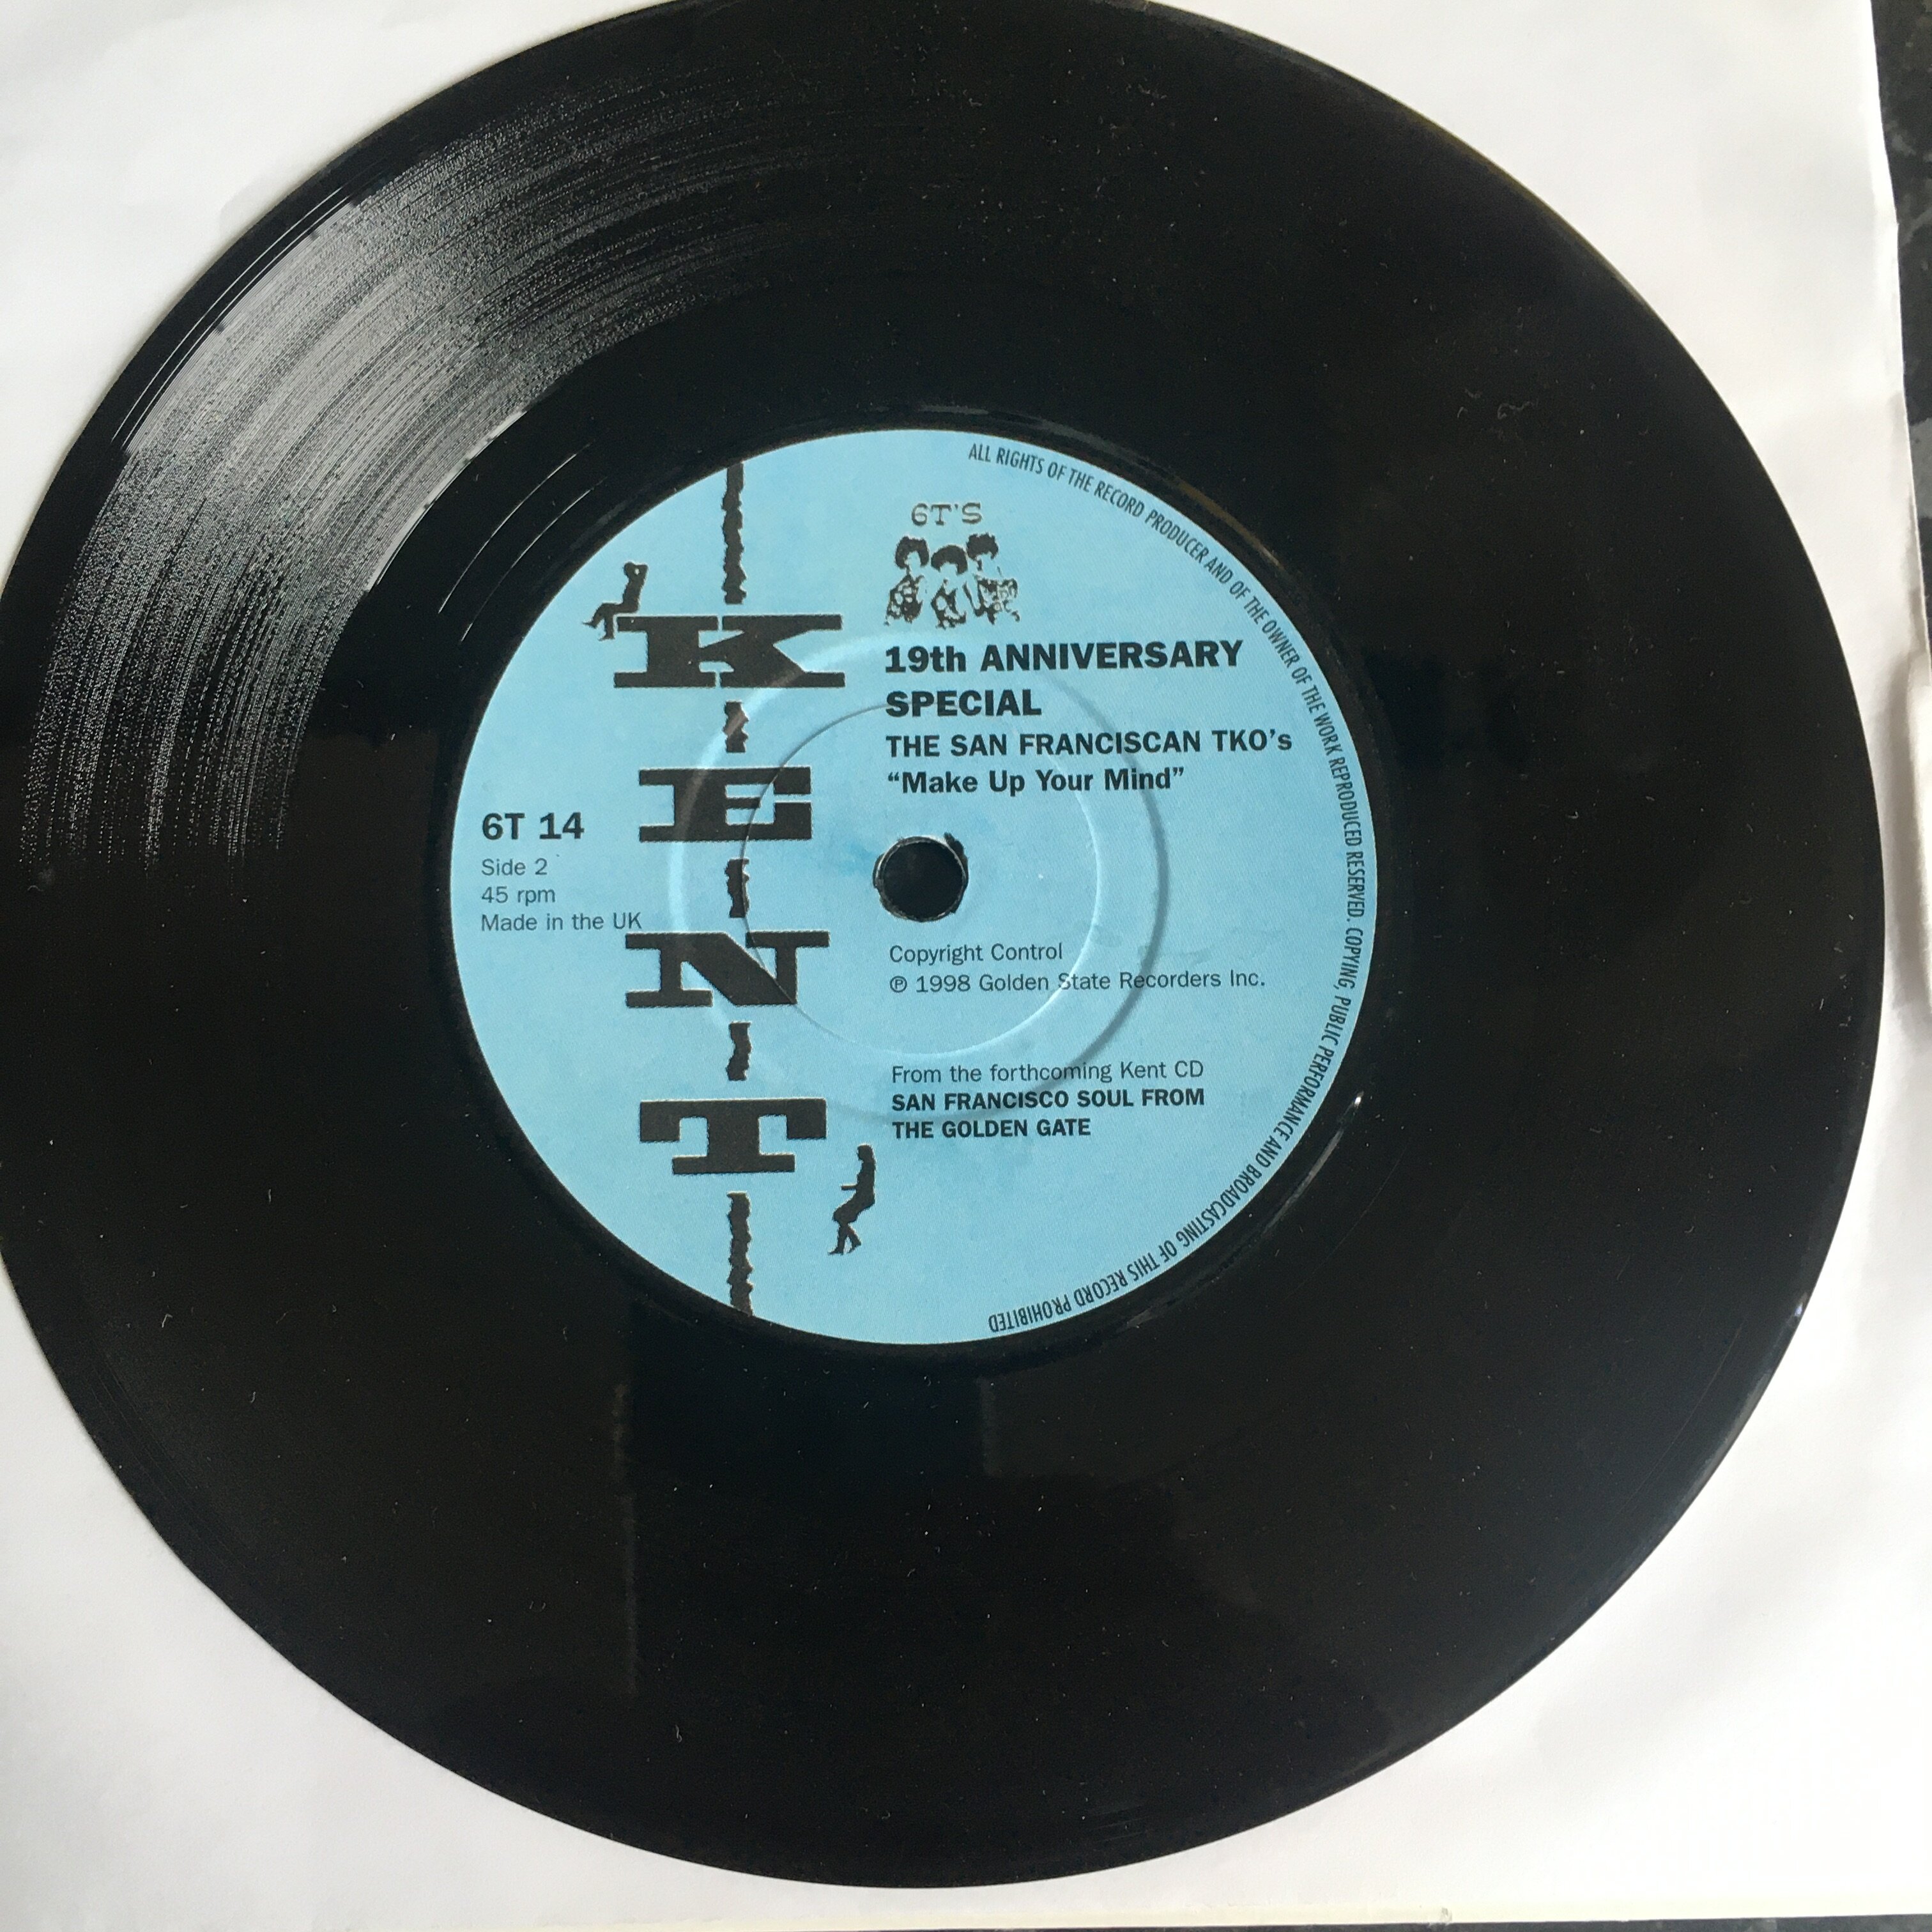 6T'S
19th ANNIVERSARY
SPECIAL
THE SAN FRANCISCAN TKO's
“Make Up Your Mind”
KENT
6T 14
Side 2
45 rpm
Made in the UK
Copyright Control
℗ 1998 Golden State Recorders Inc.
From the forthcoming Kent CD
SAN FRANCISCO SOUL FROM
THE GOLDEN GATE
ALL RIGHTS OF THE RECORD PRODUCER AND OF THE OWNER OF THE WORK REPRODUCED RESERVED. COPYING, PUBLIC PERFORMANCE AND BROADCASTING OF THIS RECORD PROHIBITED